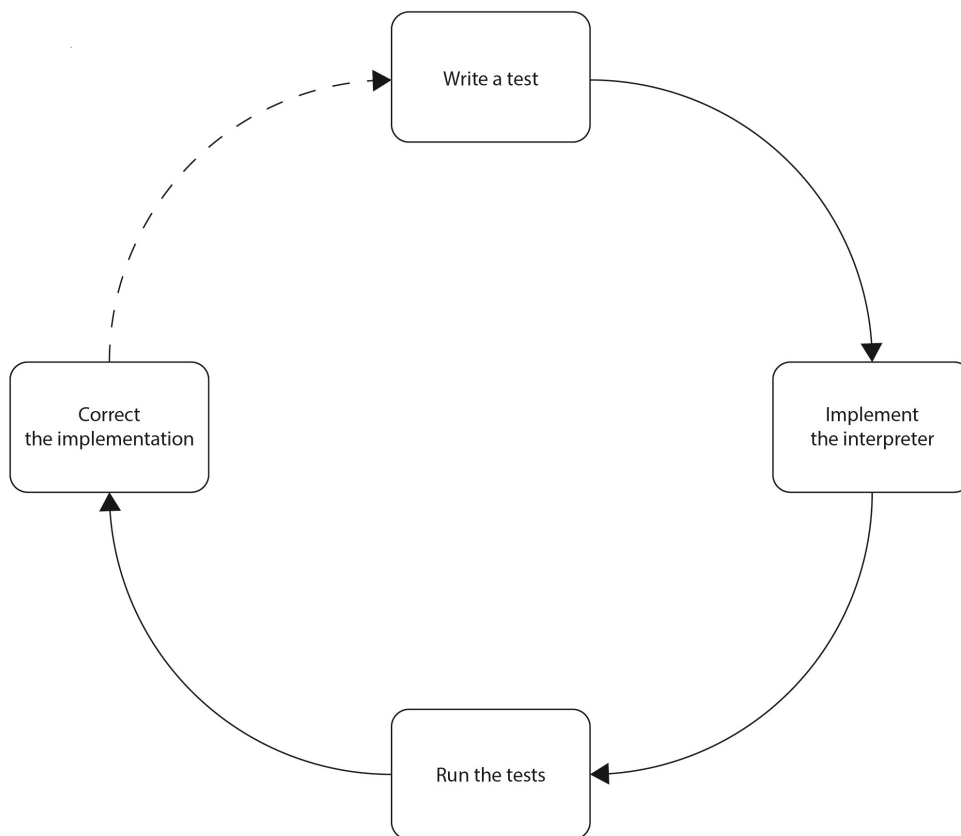 Write a test
Correct
the implementation
Implement
the interpreter
Run the tests